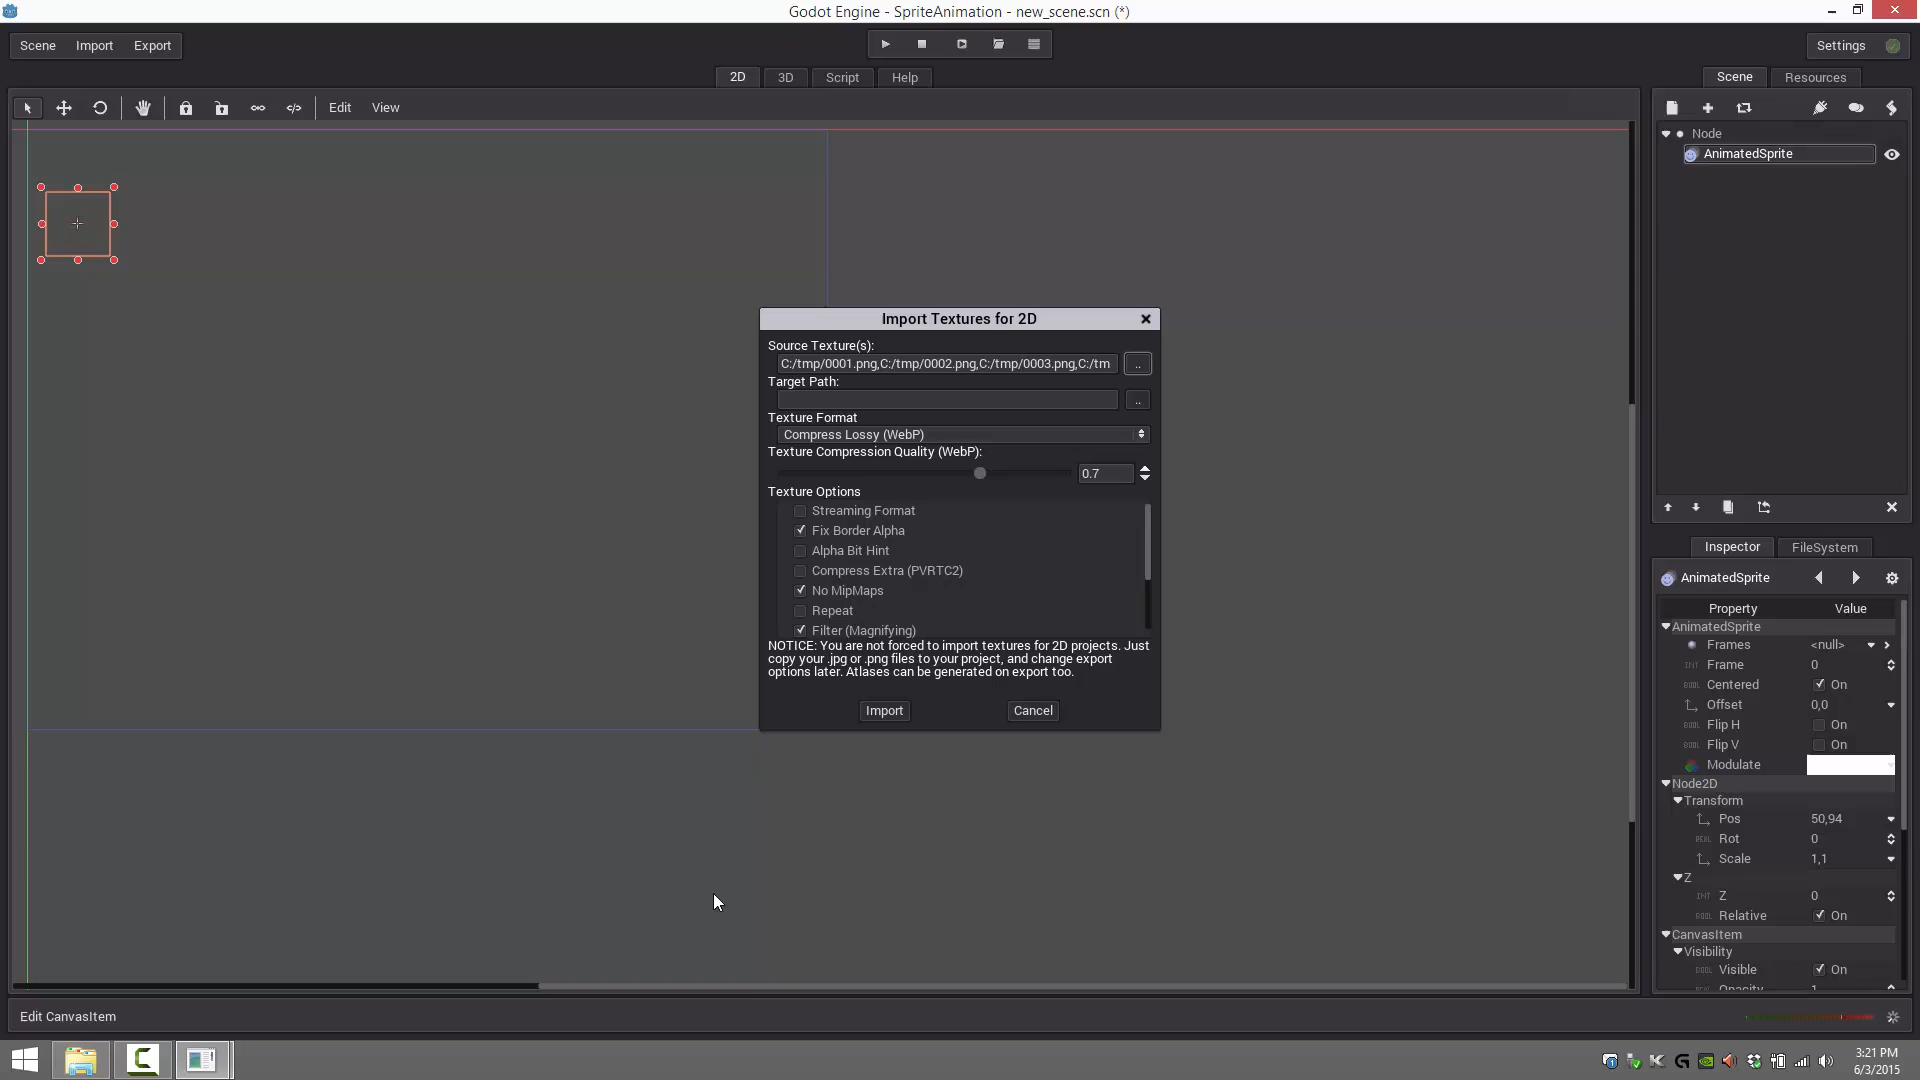 Godot Engine - SpriteAnimation - new_scene.scn (*)
Scene Import Export
Settings
2D 3D Script Help
Scene Resources
Edit View
Node
AnimatedSprite
Import Textures for 2D
Source Texture(s):
C:/tmp/0001.png,C:/tmp/0002.png,C:/tmp/0003.png,C:/tm
..
Target Path:
..
Texture Format
Compress Lossy (WebP)
Texture Compression Quality (WebP):
0.7
Texture Options
Streaming Format
Fix Border Alpha
Alpha Bit Hint
Compress Extra (PVRTC2)
No MipMaps
Repeat
Filter (Magnifying)
NOTICE: You are not forced to import textures for 2D projects. Just
copy your .jpg or .png files to your project, and change export
options later. Atlases can be generated on export too.
Import Cancel
Inspector FileSystem
AnimatedSprite
Property Value
AnimatedSprite
Frames <null>
Frame 0
Centered On
Offset 0,0
Flip H On
Flip V On
Modulate
Node2D
Transform
Pos 50,94
Rot 0
Scale 1,1
Z
Z 0
Relative On
CanvasItem
Visibility
Visible On
Opacity 1
Edit CanvasItem
3:21 PM
6/3/2015